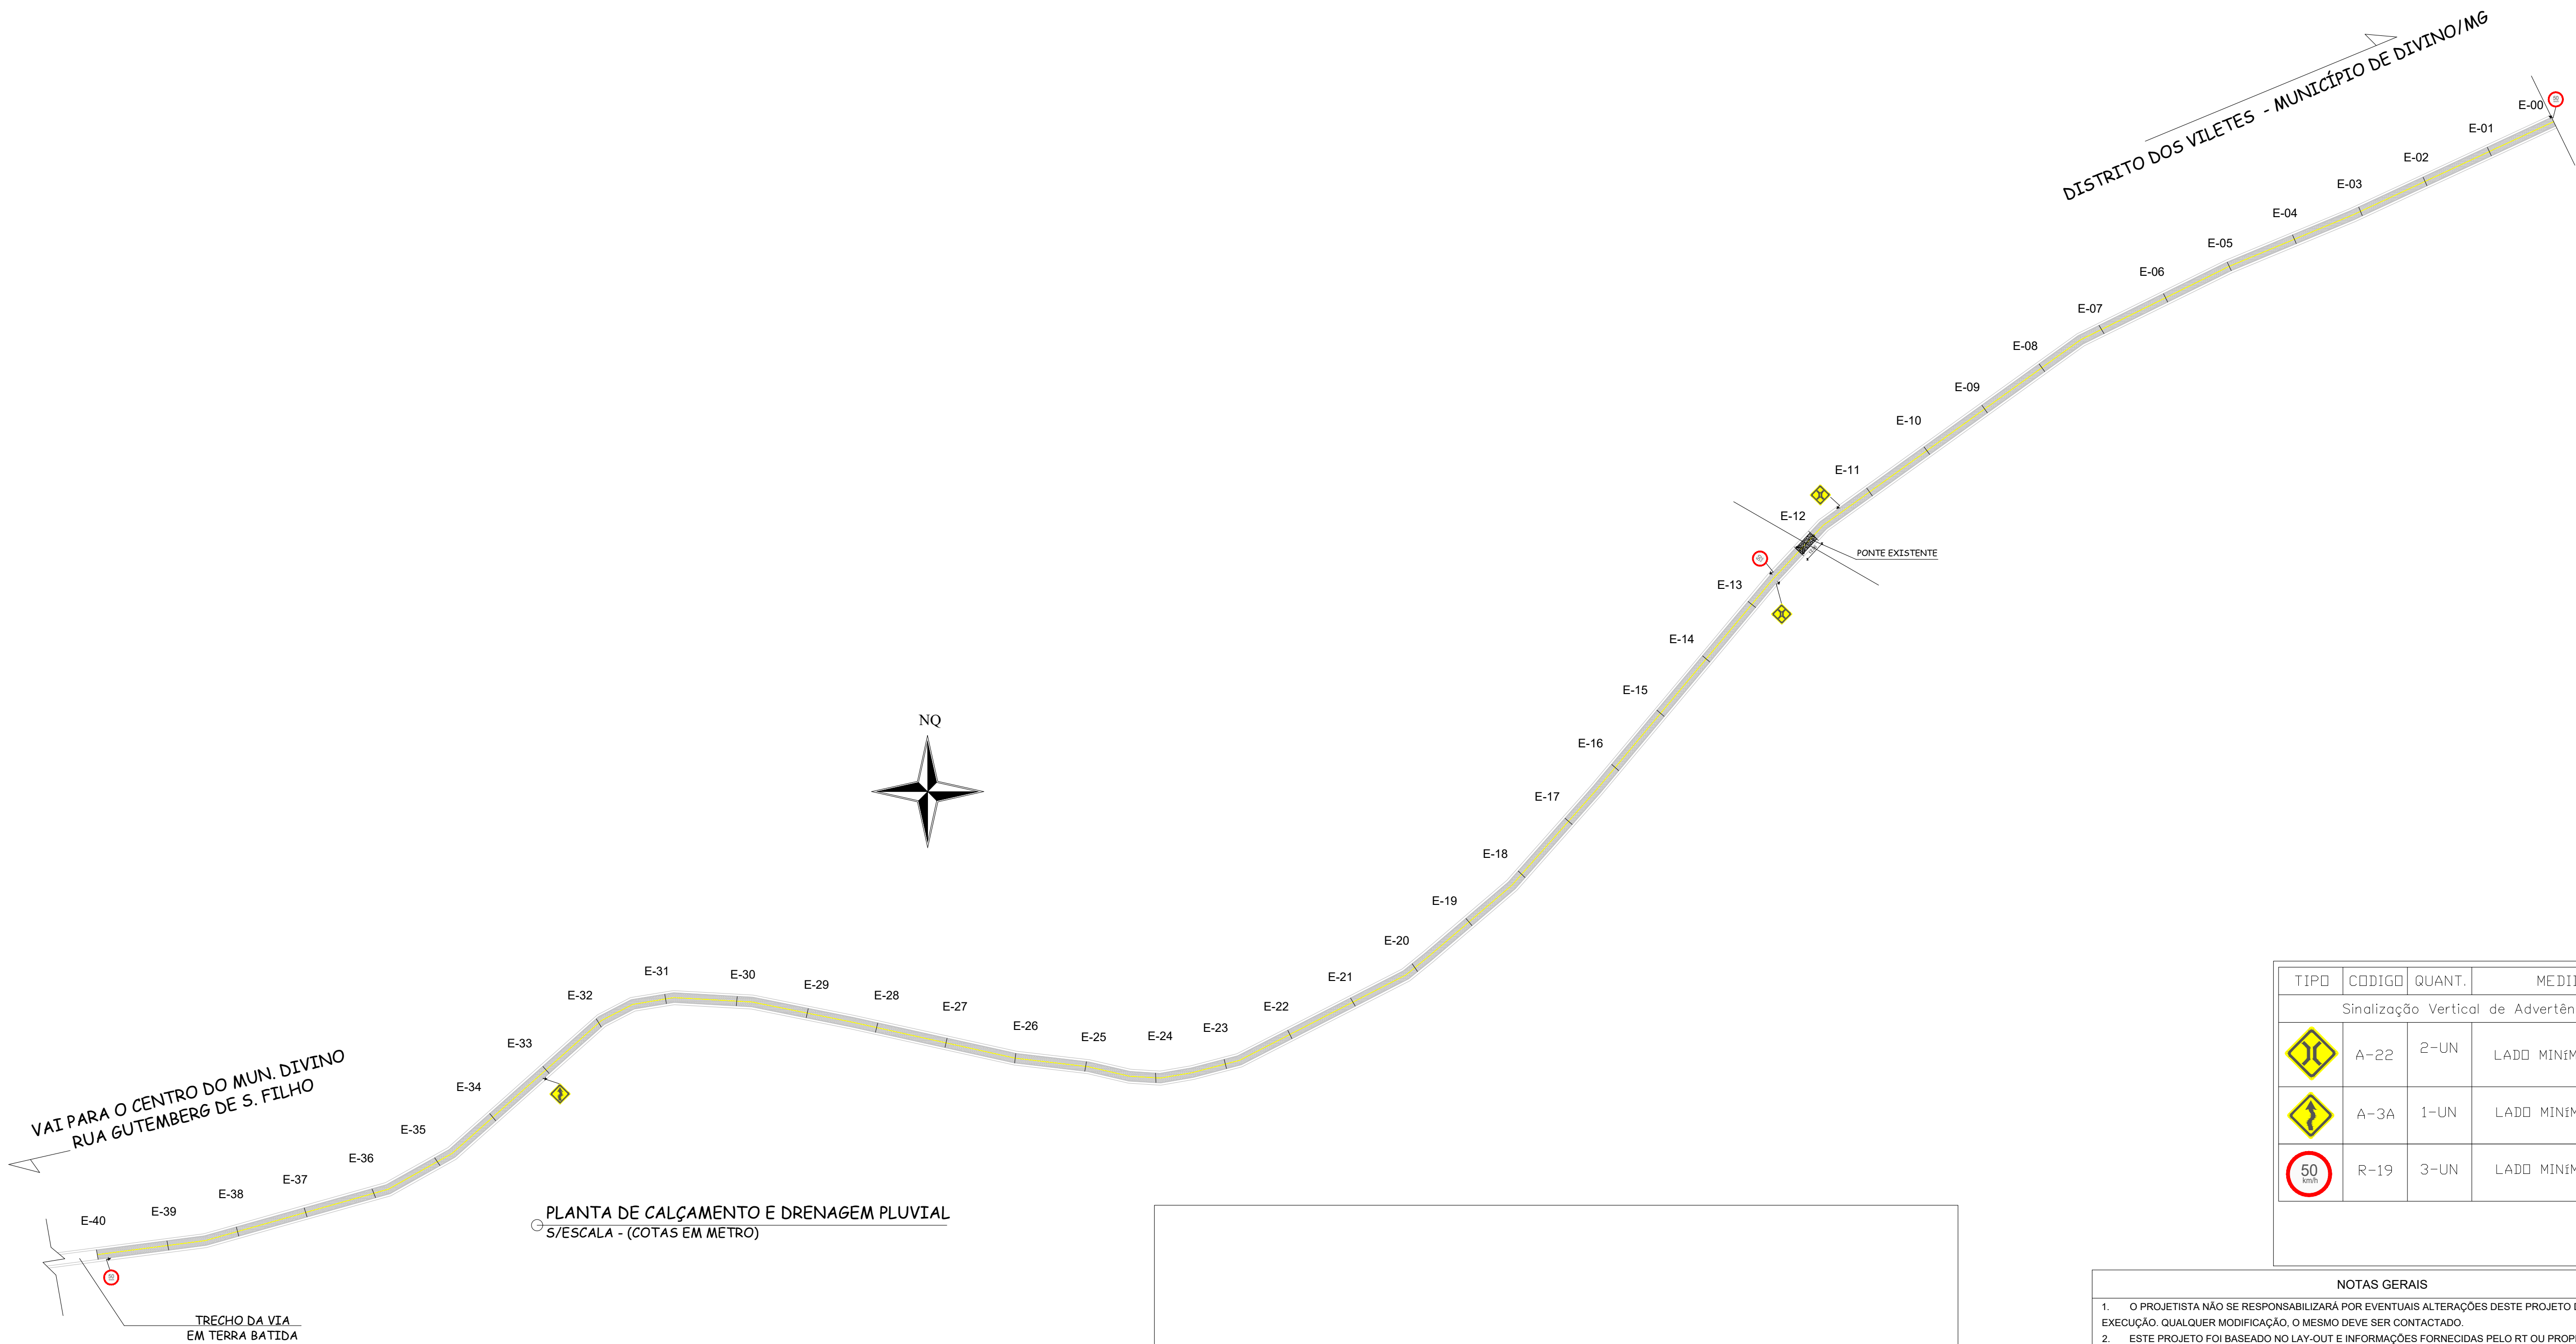 DISTRITO DOS VILETES - MUNICÍPIO DE DIVINO/MG
E-00
50
E-01
E-02
E-03
E-04
E-05
E-06
E-07
E-08
E-09
E-10
E-11
E-12
PONTE EXISTENTE
E-13
E-14
E-15
E-16
E-17
E-18
E-19
E-20
E-21
E-22
E-23
E-24
E-25
E-26
E-27
E-28
E-29
E-30
E-31
E-32
E-33
E-34
E-35
E-36
E-37
E-38
E-39
E-40
NQ
VAI PARA O CENTRO DO MUN. DIVINO
RUA GUTEMBERG DE S. FILHO
50
TRECHO DA VIA
EM TERRA BATIDA
PLANTA DE CALÇAMENTO E DRENAGEM PLUVIAL
S/ESCALA - (COTAS EM METRO)
TIPO CODIGO QUANT.
Sinalização Vertical de
A-22 2-UN LADO
A-3A 1-UN LADO
50 km/h R-19 3-UN LADO
NOTAS GERAIS
1. O PROJETISTA NÃO SE RESPONSABILIZARÁ POR EVENTUAIS ALTERAÇÕES DESTE PROJETO
EXECUÇÃO. QUALQUER MODIFICAÇÃO, O MESMO DEVE SER CONTACTADO.
2. ESTE PROJETO FOI BASEADO NO LAY-OUT E INFORMAÇÕES FORNECIDAS PELO RT OU